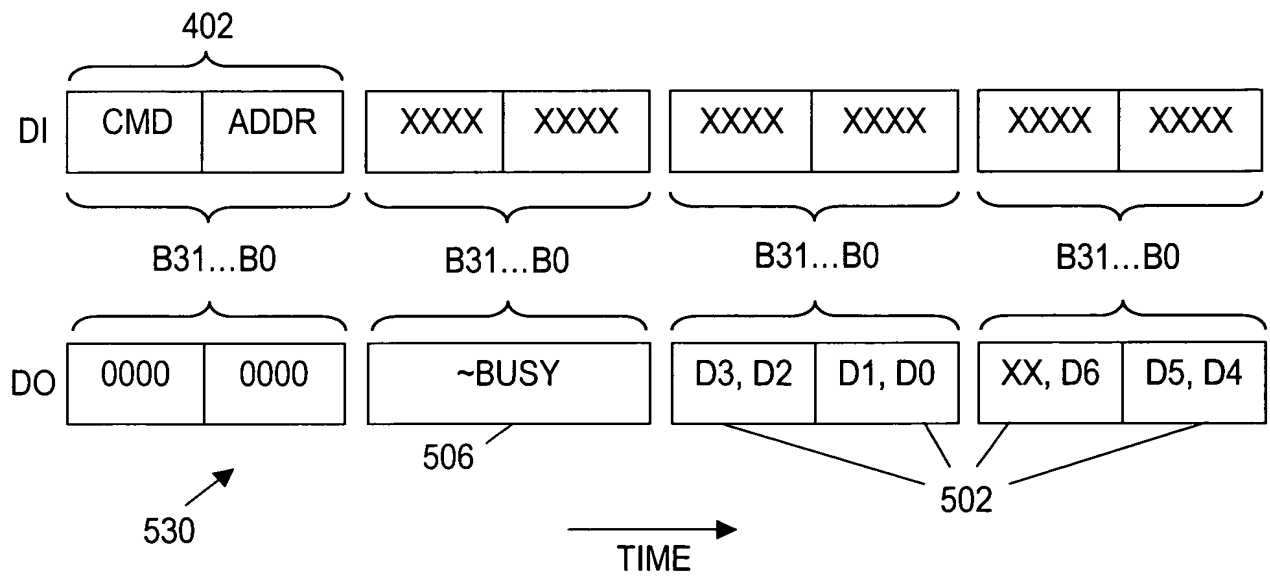 402
DI CMD ADDR XXXX XXXX XXXX XXXX XXXX XXXX
B31...B0 B31...B0 B31...B0 B31...B0
DO 0000 0000 ~BUSY D3, D2 D1, D0 XX, D6 D5, D4
506
502
530
TIME